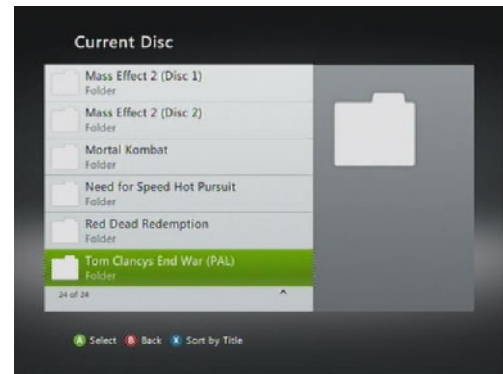 Current Disc
Mass Effect 2 (Disc 1)
Folder
Mass Effect 2 (Disc 2)
Folder
Mortal Kombat
Folder
Need for Speed Hot Pursuit
Folder
Red Dead Redemption
Folder
Tom Clancys End War (PAL)
Folder
24 of 24
A Select B Back X Sort by Title